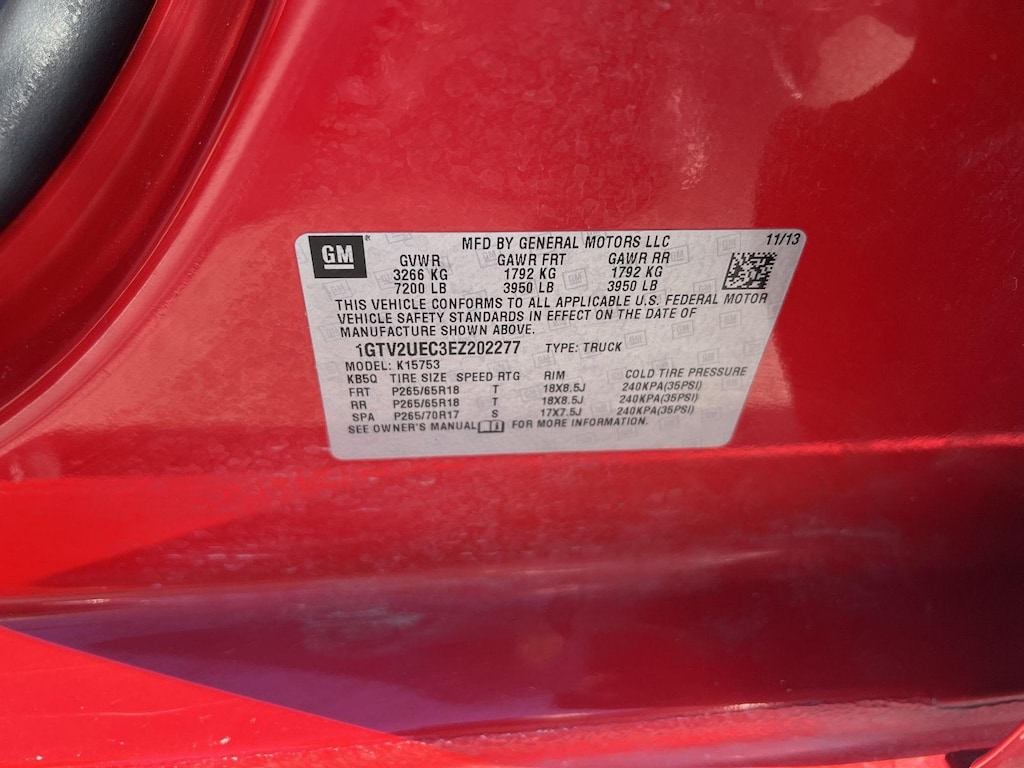 GM MFD BY GENERAL MOTORS LLC 11/13
GVWR GAWR FRT GAWR RR
3266 KG 1792 KG 1792 KG
7200 LB 3950 LB 3950 LB
THIS VEHICLE CONFORMS TO ALL APPLICABLE U.S. FEDERAL MOTOR
VEHICLE SAFETY STANDARDS IN EFFECT ON THE DATE OF
MANUFACTURE SHOWN ABOVE.
1GTV2UEC3EZ202277 TYPE: TRUCK
MODEL: K15753
KB5Q TIRE SIZE SPEED RTG RIM COLD TIRE PRESSURE
FRT P265/65R18 T 18X8.5J 240KPA(35PSI)
RR P265/65R18 T 18X8.5J 240KPA(35PSI)
SPA P265/70R17 S 17X7.5J 240KPA(35PSI)
SEE OWNER'S MANUAL FOR MORE INFORMATION.